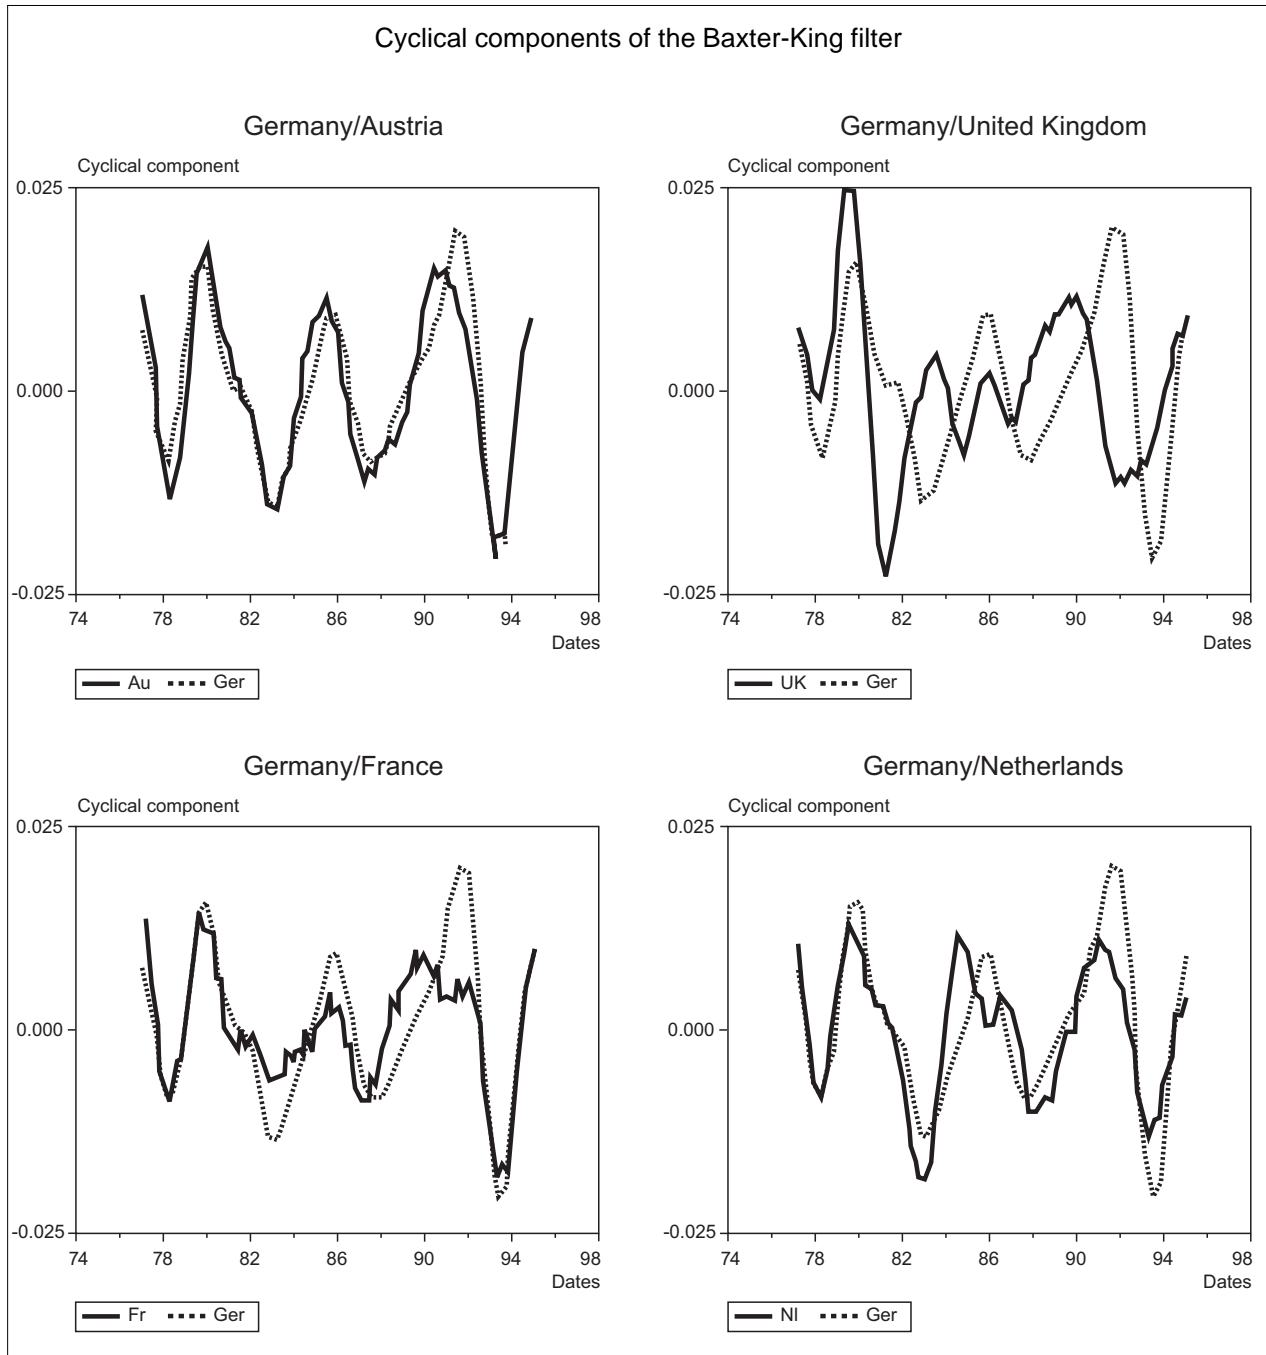 Cyclical components of the Baxter-King filter
Germany/Austria
Cyclical component
0.025
0.000
-0.025
74 78 82 86 90 94 98
Dates
Au Ger
Germany/United Kingdom
Cyclical component
0.025
0.000
-0.025
74 78 82 86 90 94 98
Dates
UK Ger
Germany/France
Cyclical component
0.025
0.000
-0.025
74 78 82 86 90 94 98
Dates
Fr Ger
Germany/Netherlands
Cyclical component
0.025
0.000
-0.025
74 78 82 86 90 94 98
Dates
Nl Ger